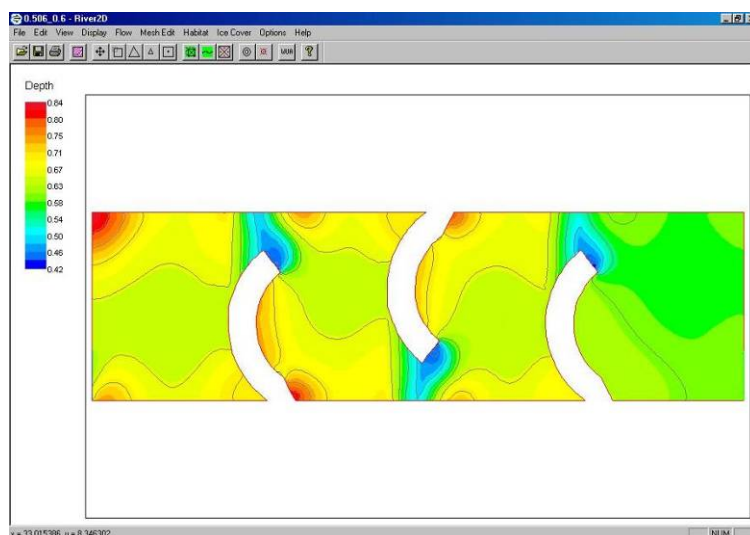 0.506_0.6 - River2D
File Edit View Display Flow Mesh Edit Habitat Ice Cover Options Help
WUA ?
Depth
0.84
0.80
0.75
0.71
0.67
0.63
0.58
0.54
0.50
0.46
0.42
x = 33.015386, y = 8.346302
NUM